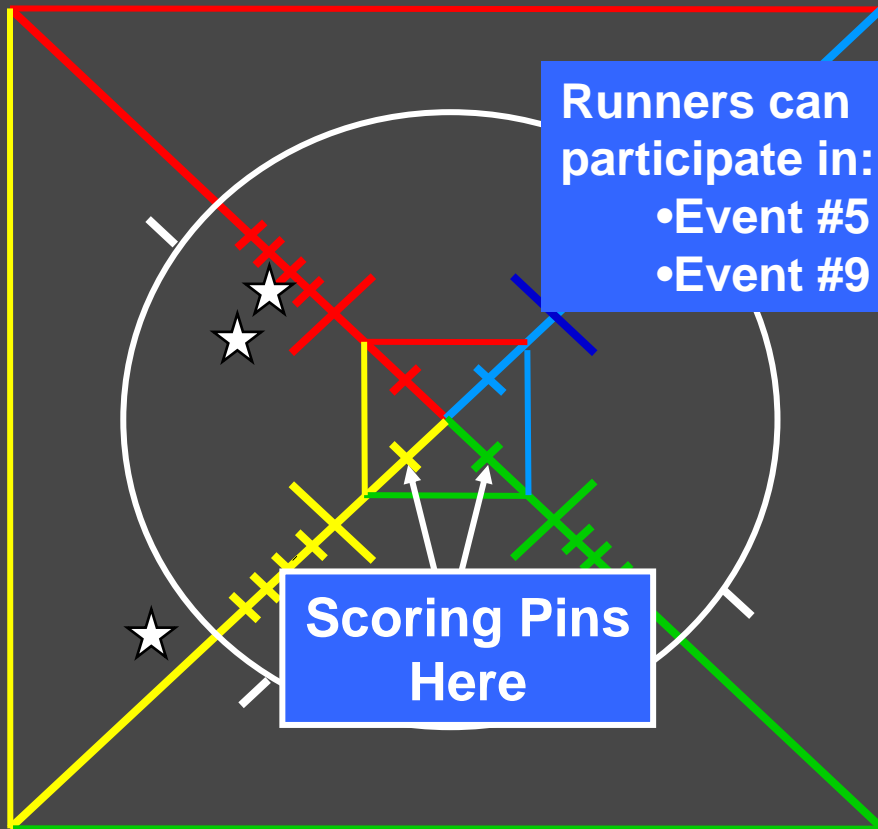 Runners can
participate in:
•Event #5
•Event #9
Scoring Pins
Here